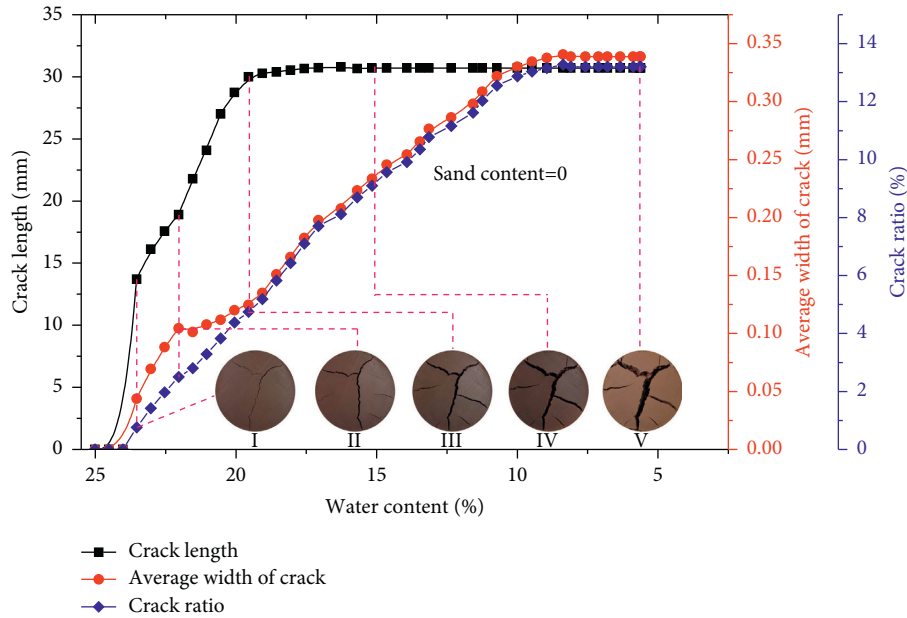 35
30
25
20
15
10
5
0
Crack length (mm)
0.35
0.30
0.25
0.20
0.15
0.10
0.05
0.00
Average width of crack (mm)
14
12
10
8
6
4
2
0
Crack ratio (%)
Sand content=0
I II III IV V
25 20 15 10 5
Water content (%)
Crack length
Average width of crack
Crack ratio